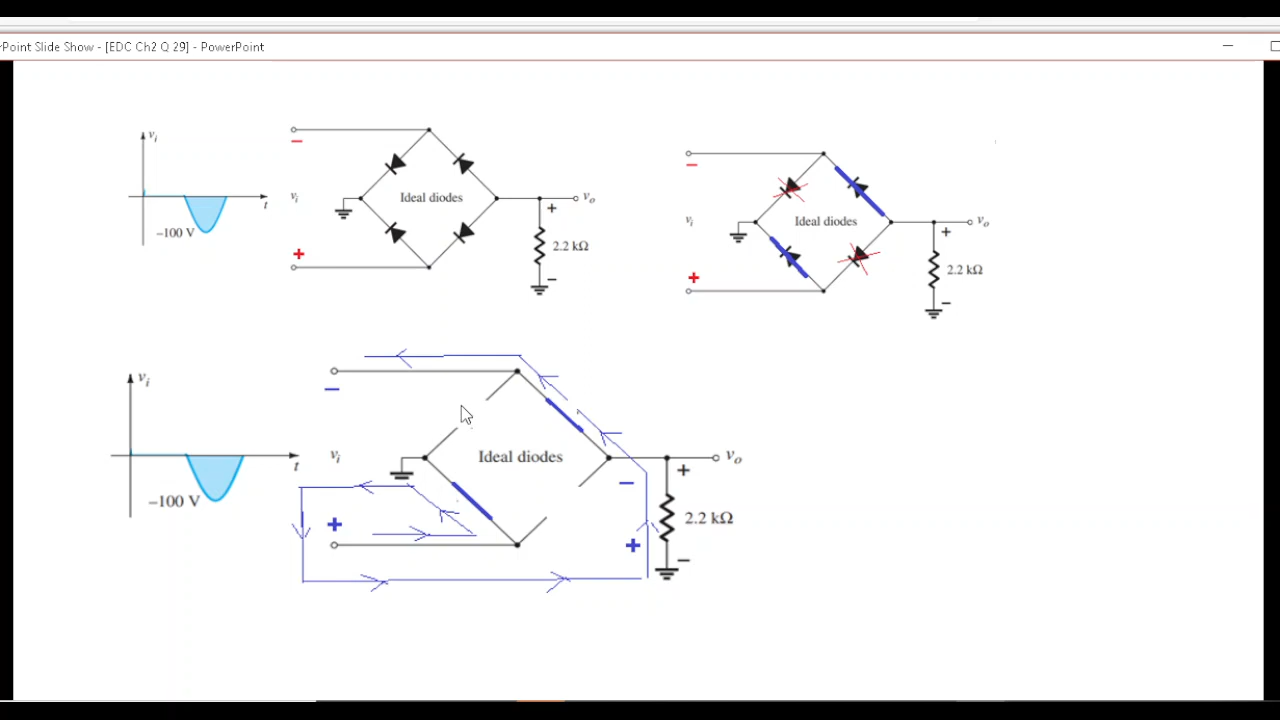 rPoint Slide Show - [EDC Ch2 Q 29] - PowerPoint
vi
−100 V
t
−
vi
+
Ideal diodes
vo
+
2.2 kΩ
−
−
vi
+
Ideal diodes
vo
+
2.2 kΩ
−
vi
−100 V
t
−
vi
+
Ideal diodes
−
+
vo
+
2.2 kΩ
−